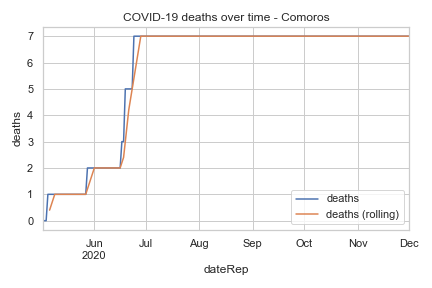 COVID-19 deaths over time - Comoros
deaths
7
6
5
4
3
2
1
0
deaths
deaths (rolling)
Jun Jul Aug Sep Oct Nov Dec
2020
dateRep